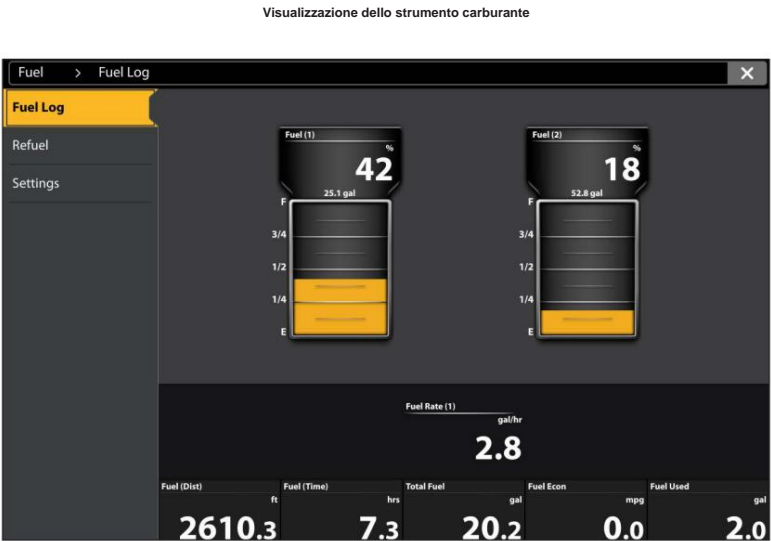 Visualizzazione dello strumento carburante
Fuel > Fuel Log
Fuel Log
Refuel
Settings
Fuel (1)
%
42
25.1 gal
F
3/4
1/2
1/4
E
Fuel (2)
%
18
52.8 gal
F
3/4
1/2
1/4
E
Fuel Rate (1)
gal/hr
2.8
Fuel (Dist)
ft
2610.3
Fuel (Time)
hrs
7.3
Total Fuel
gal
20.2
Fuel Econ
mpg
0.0
Fuel Used
gal
2.0